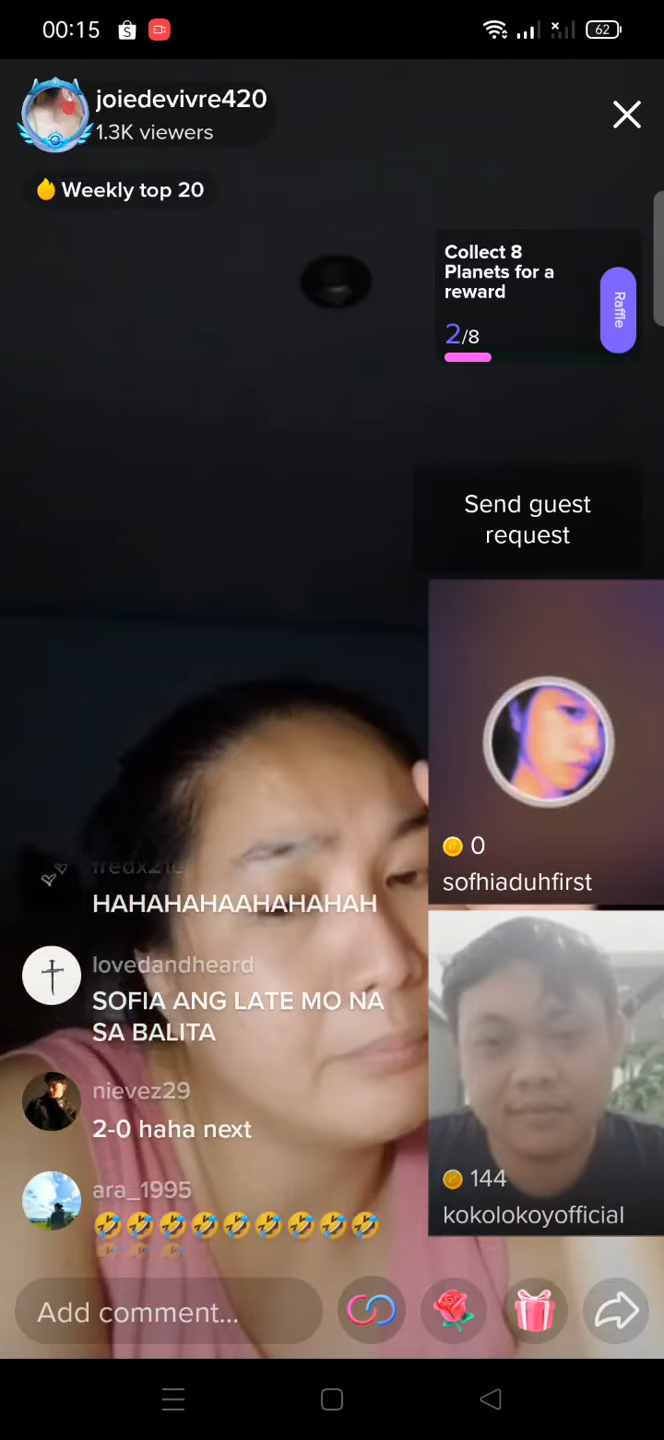 00:15
62
joiedevivre420
1.3K viewers
Weekly top 20
Collect 8
Planets for a
reward
2/8
Raffle
Send guest
request
0
sofhiaduhfirst
144
kokolokoyofficial
HAHAHAHAAHAHAHAH
lovedandheard
SOFIA ANG LATE MO NA
SA BALITA
nievez29
2-0 haha next
ara_1995
🤣🤣🤣🤣🤣🤣🤣🤣🤣
Add comment...